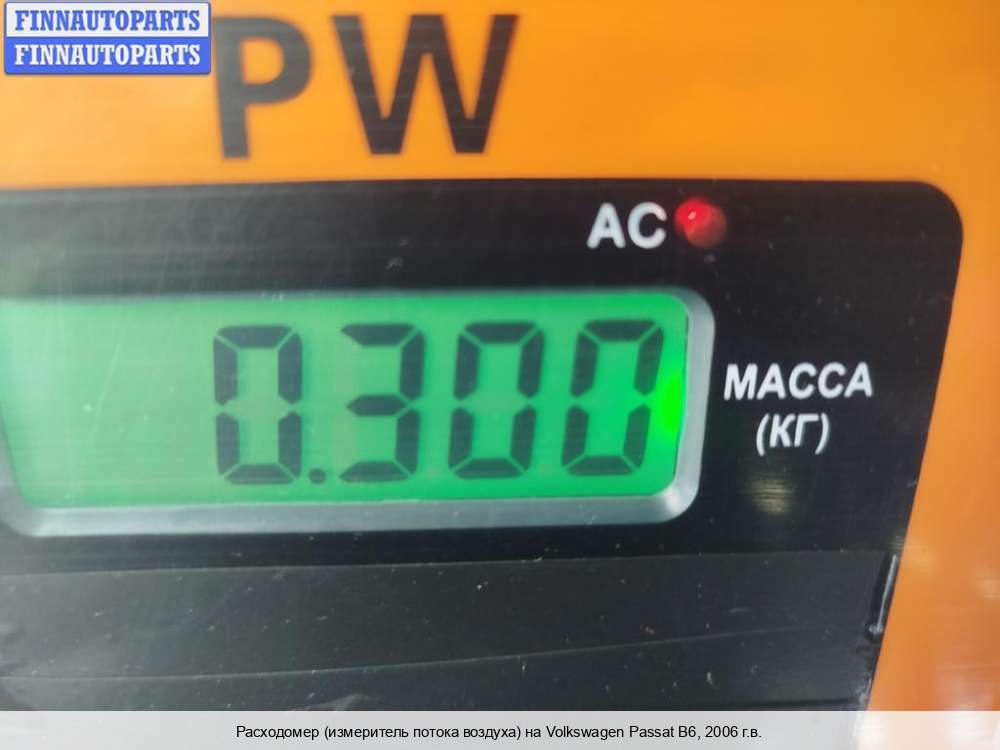 FINNAUTOPARTS
FINNAUTOPARTS
PW
AC
0.300
МАССА
(КГ)
Расходомер (измеритель потока воздуха) на Volkswagen Passat B6, 2006 г.в.